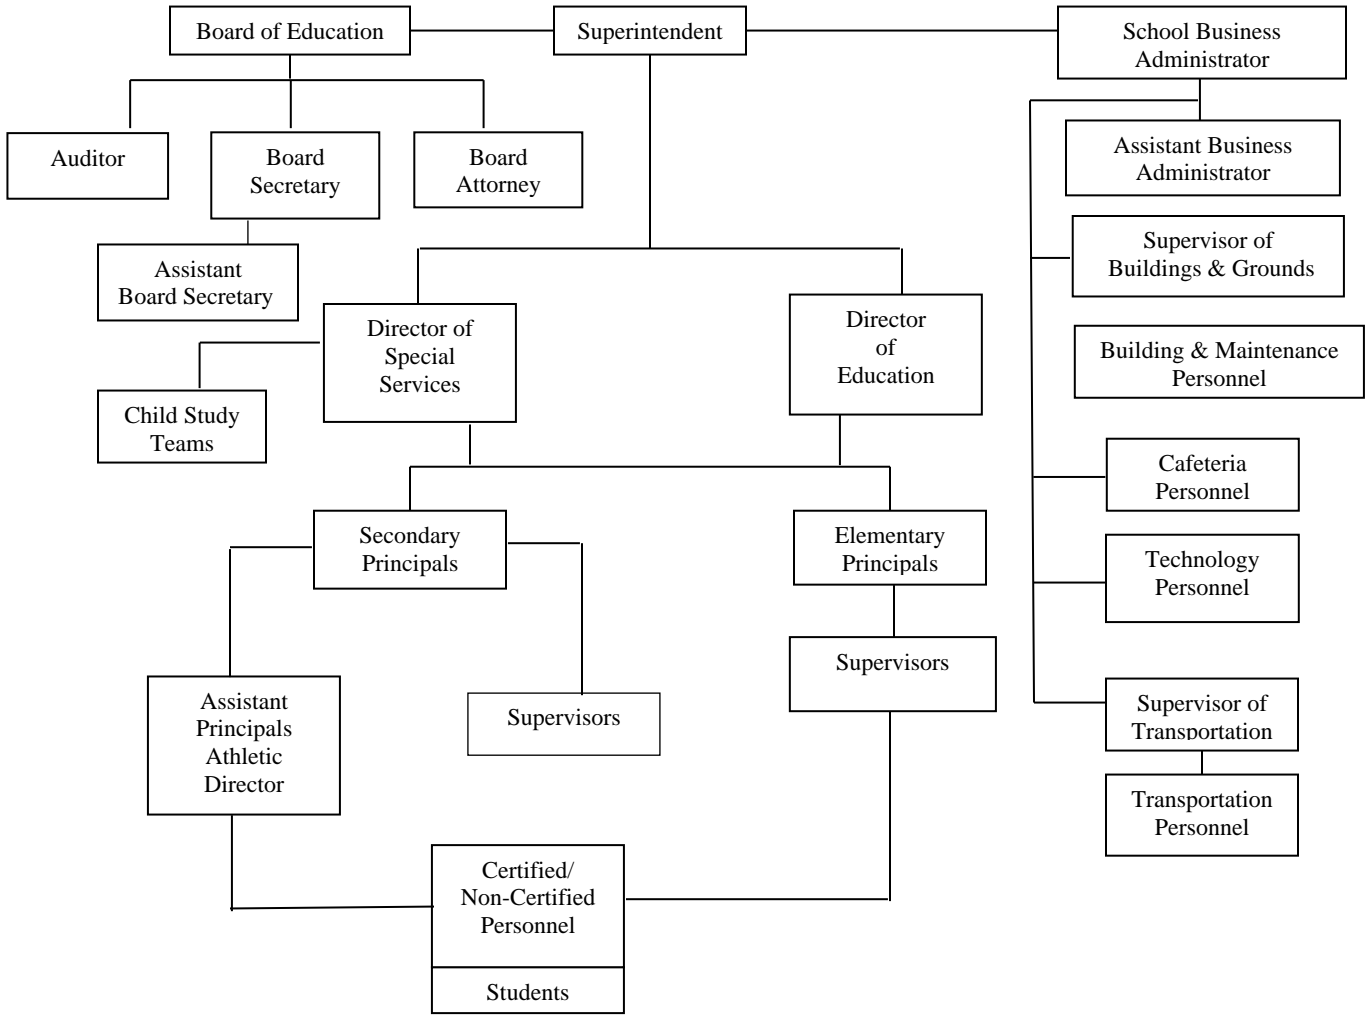 Board of Education
Superintendent
School Business
Administrator
Auditor
Board
Secretary
Board
Attorney
Assistant Business
Administrator
Assistant
Board Secretary
Supervisor of
Buildings & Grounds
Director of
Special
Services
Director
of
Education
Building & Maintenance
Personnel
Child Study
Teams
Cafeteria
Personnel
Secondary
Principals
Elementary
Principals
Technology
Personnel
Supervisors
Assistant
Principals
Athletic
Director
Supervisors
Supervisor of
Transportation
Transportation
Personnel
Certified/
Non-Certified
Personnel
Students